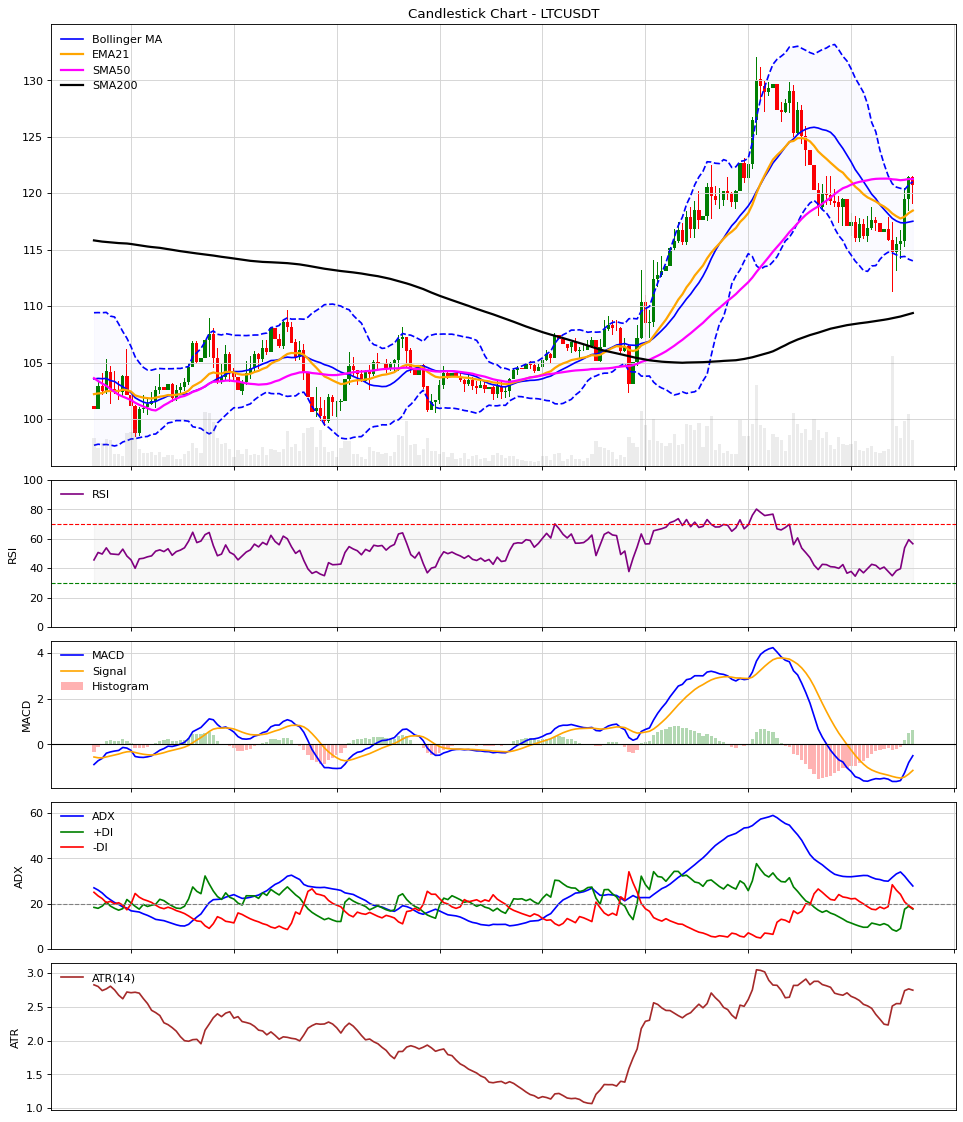 Candlestick Chart - LTCUSDT
Bollinger MA
EMA21
SMA50
SMA200
130
125
120
115
110
105
100
RSI
RSI
100
80
60
40
20
0
MACD
Signal
Histogram
MACD
4
2
0
ADX
+DI
-DI
ADX
60
40
20
0
ATR(14)
ATR
3.0
2.5
2.0
1.5
1.0